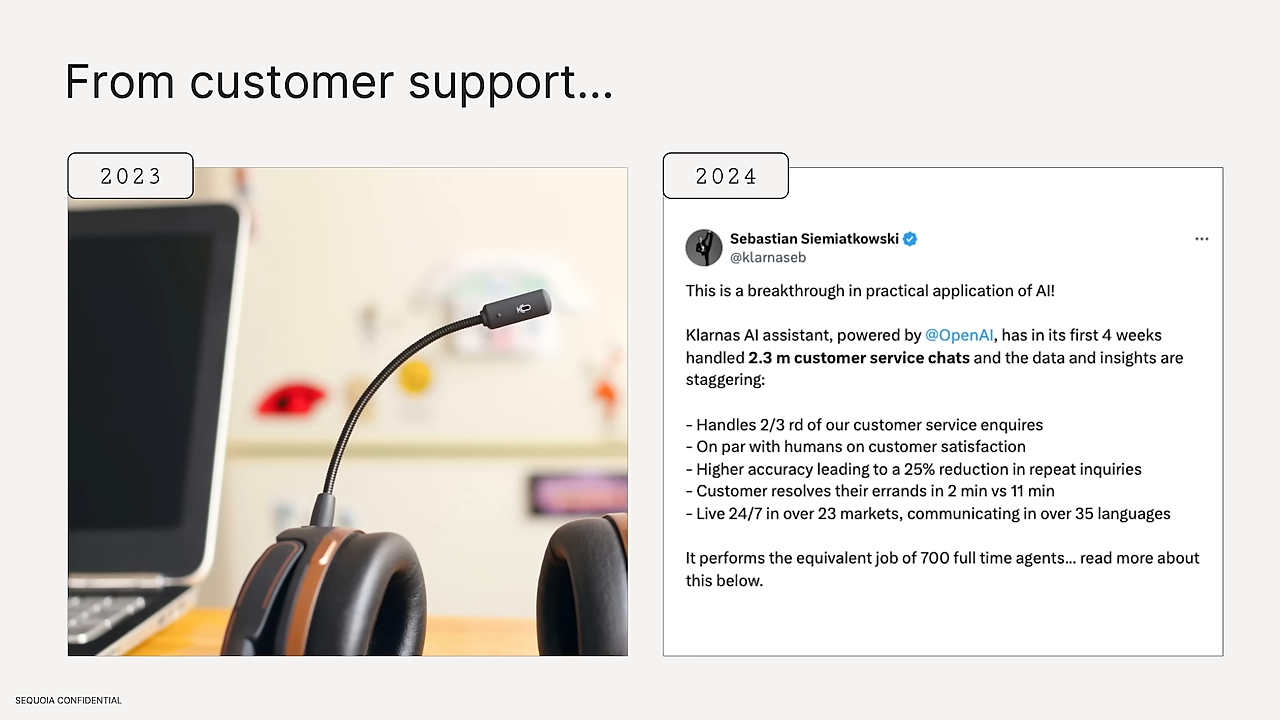 From customer support...
2023
2024
Sebastian Siemiatkowski
@klarnaseb
This is a breakthrough in practical application of AI!
Klarnas AI assistant, powered by @OpenAI, has in its first 4 weeks
handled 2.3 m customer service chats and the data and insights are
staggering:
- Handles 2/3 rd of our customer service enquires
- On par with humans on customer satisfaction
- Higher accuracy leading to a 25% reduction in repeat inquiries
- Customer resolves their errands in 2 min vs 11 min
- Live 24/7 in over 23 markets, communicating in over 35 languages
It performs the equivalent job of 700 full time agents... read more about
this below.
SEQUOIA CONFIDENTIAL